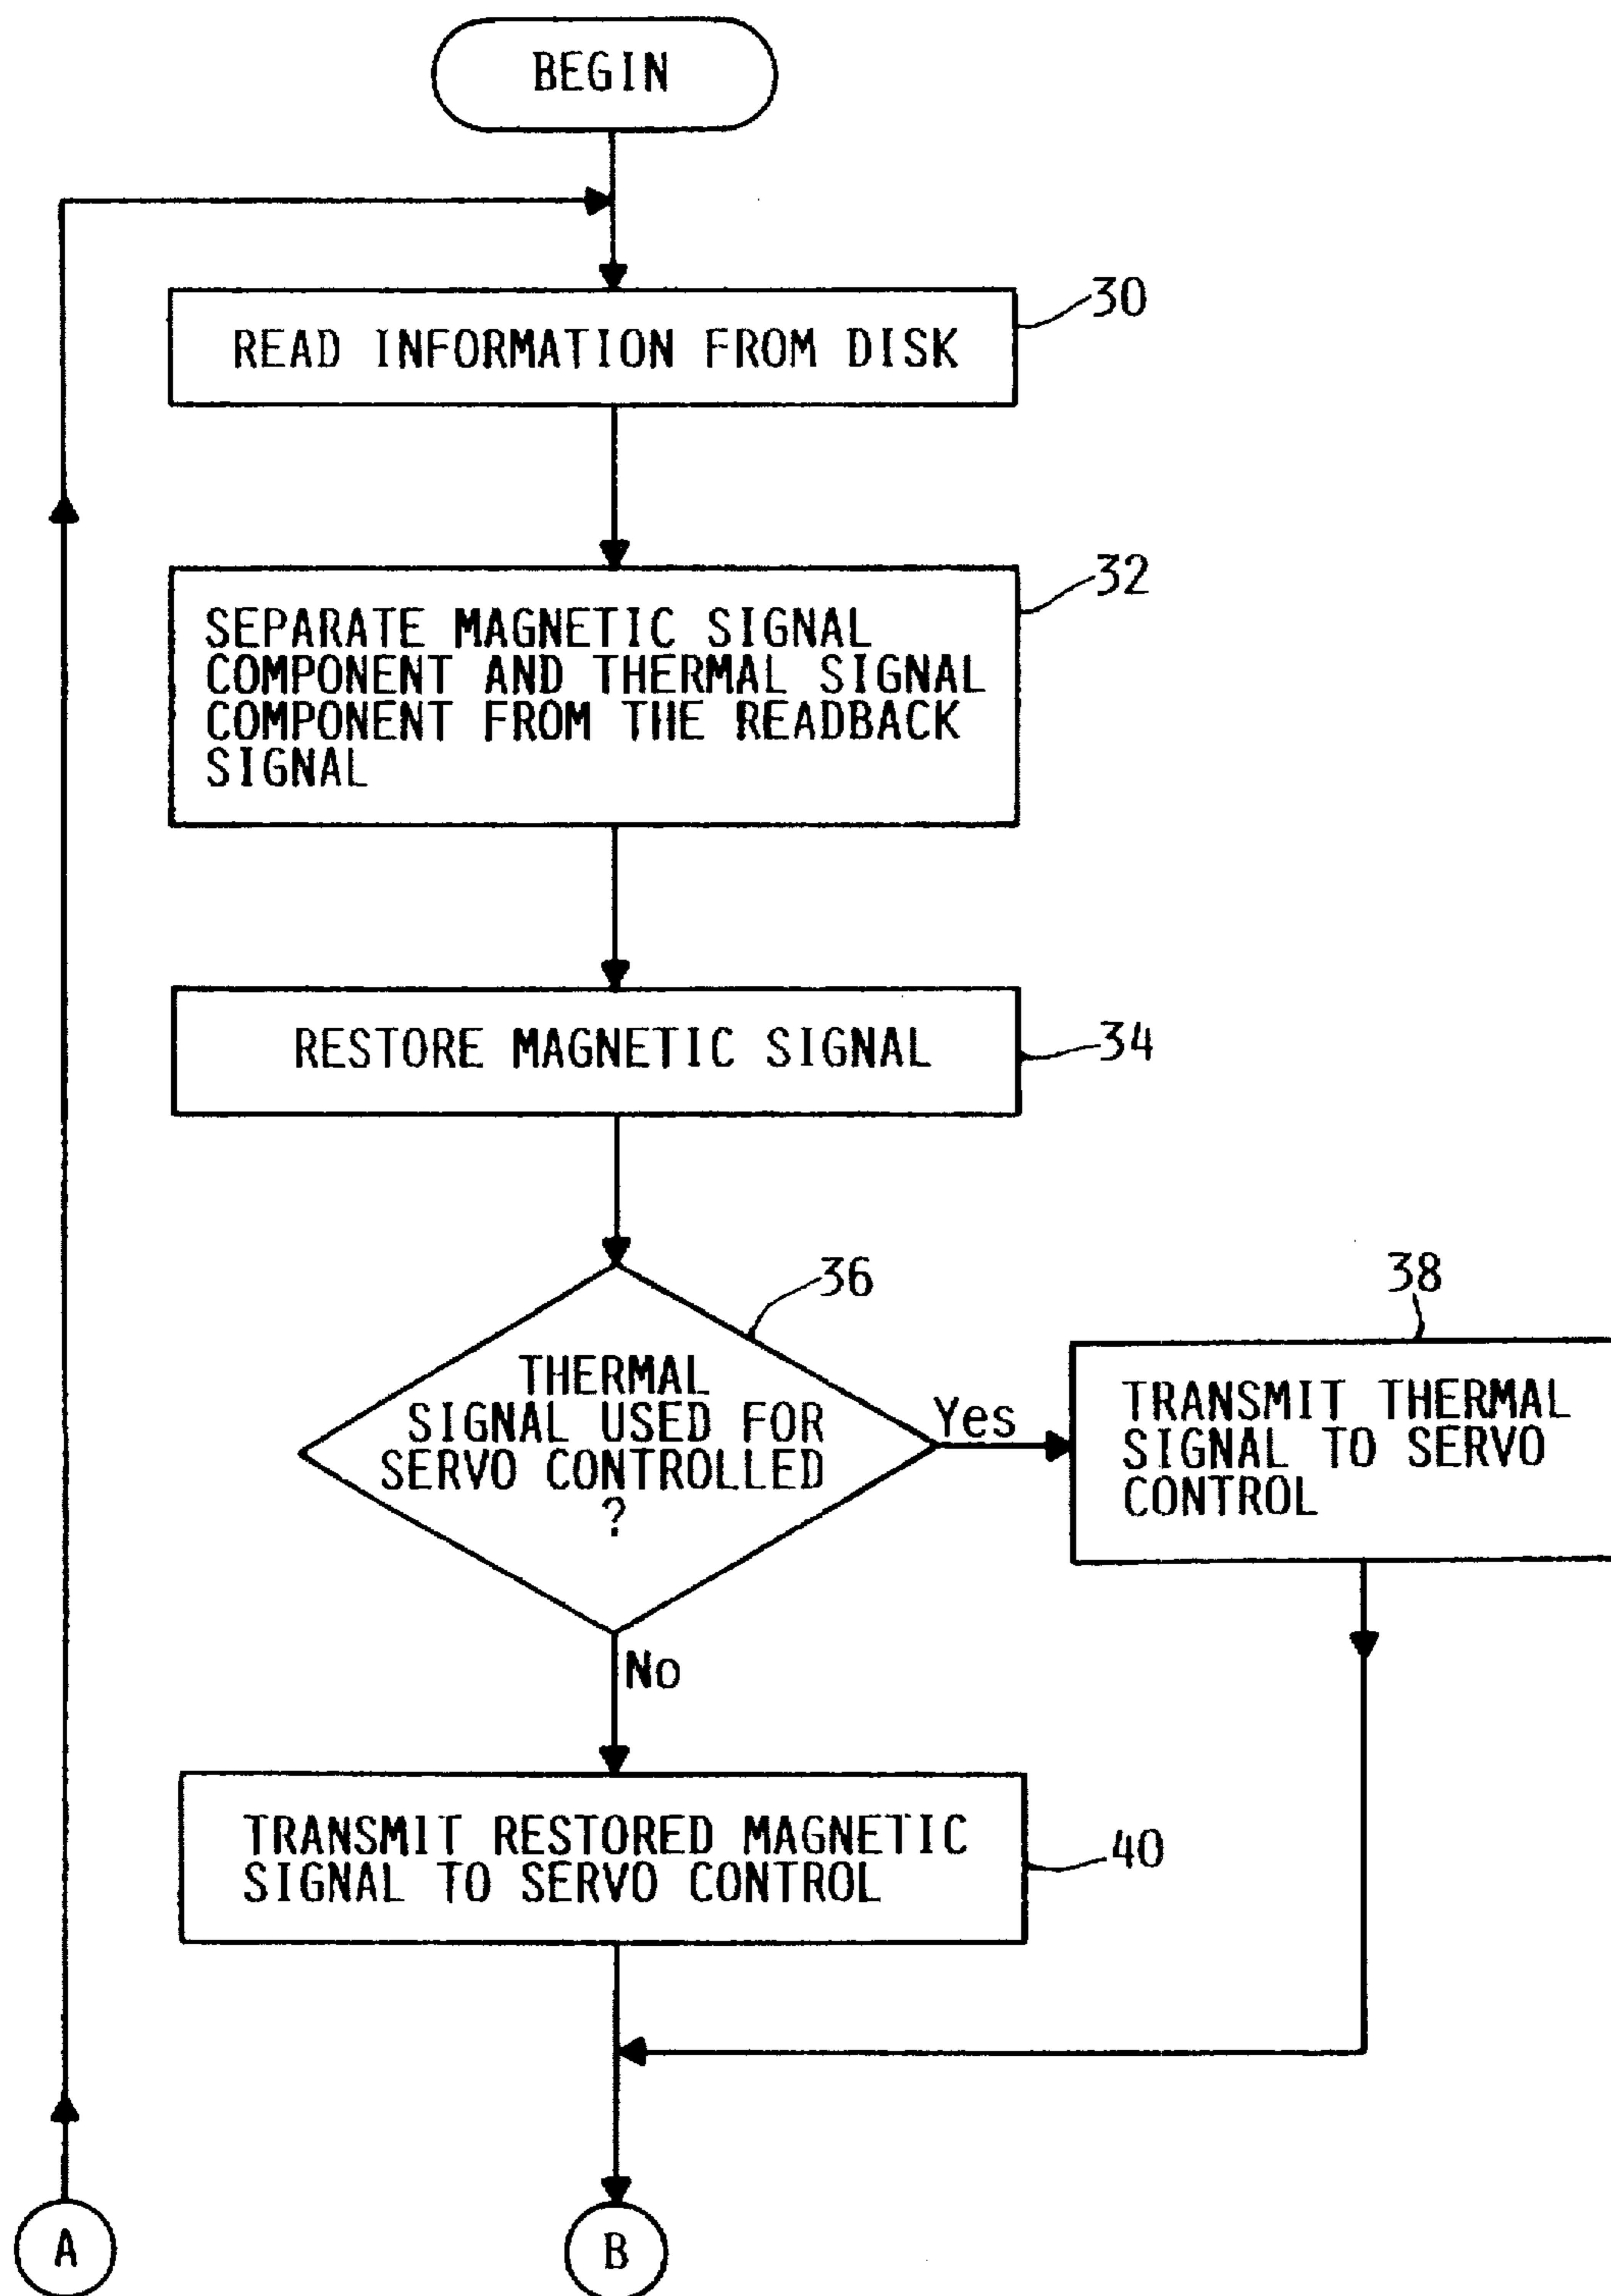 BEGIN
30
READ INFORMATION FROM DISK
32
SEPARATE MAGNETIC SIGNAL
COMPONENT AND THERMAL SIGNAL
COMPONENT FROM THE READBACK
SIGNAL
RESTORE MAGNETIC SIGNAL
34
36
38
THERMAL
SIGNAL USED FOR
SERVO CONTROLLED
?
Yes
TRANSMIT THERMAL
SIGNAL TO SERVO
CONTROL
No
TRANSMIT RESTORED MAGNETIC
SIGNAL TO SERVO CONTROL
40
A
B